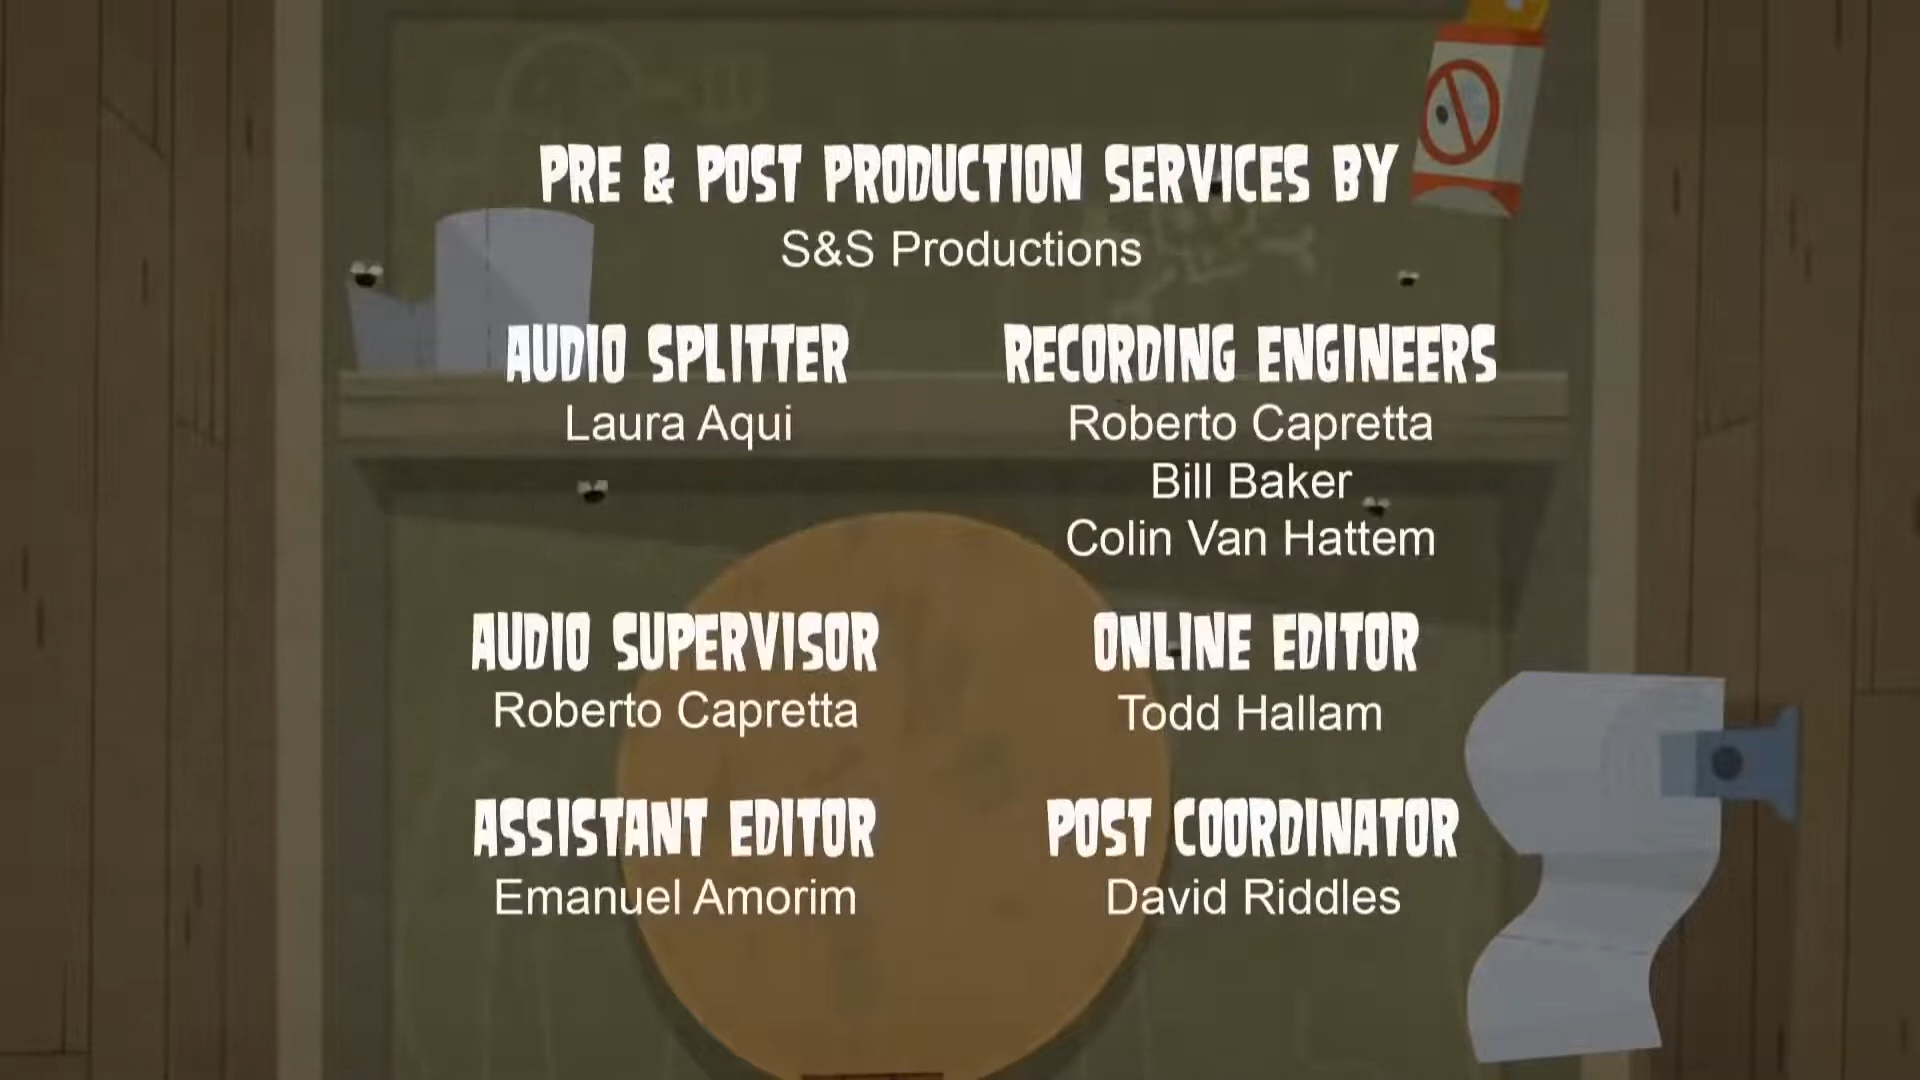 PRE & POST PRODUCTION SERVICES BY
S&S Productions
AUDIO SPLITTER
Laura Aqui
RECORDING ENGINEERS
Roberto Capretta
Bill Baker
Colin Van Hattem
AUDIO SUPERVISOR
Roberto Capretta
ONLINE EDITOR
Todd Hallam
ASSISTANT EDITOR
Emanuel Amorim
POST COORDINATOR
David Riddles